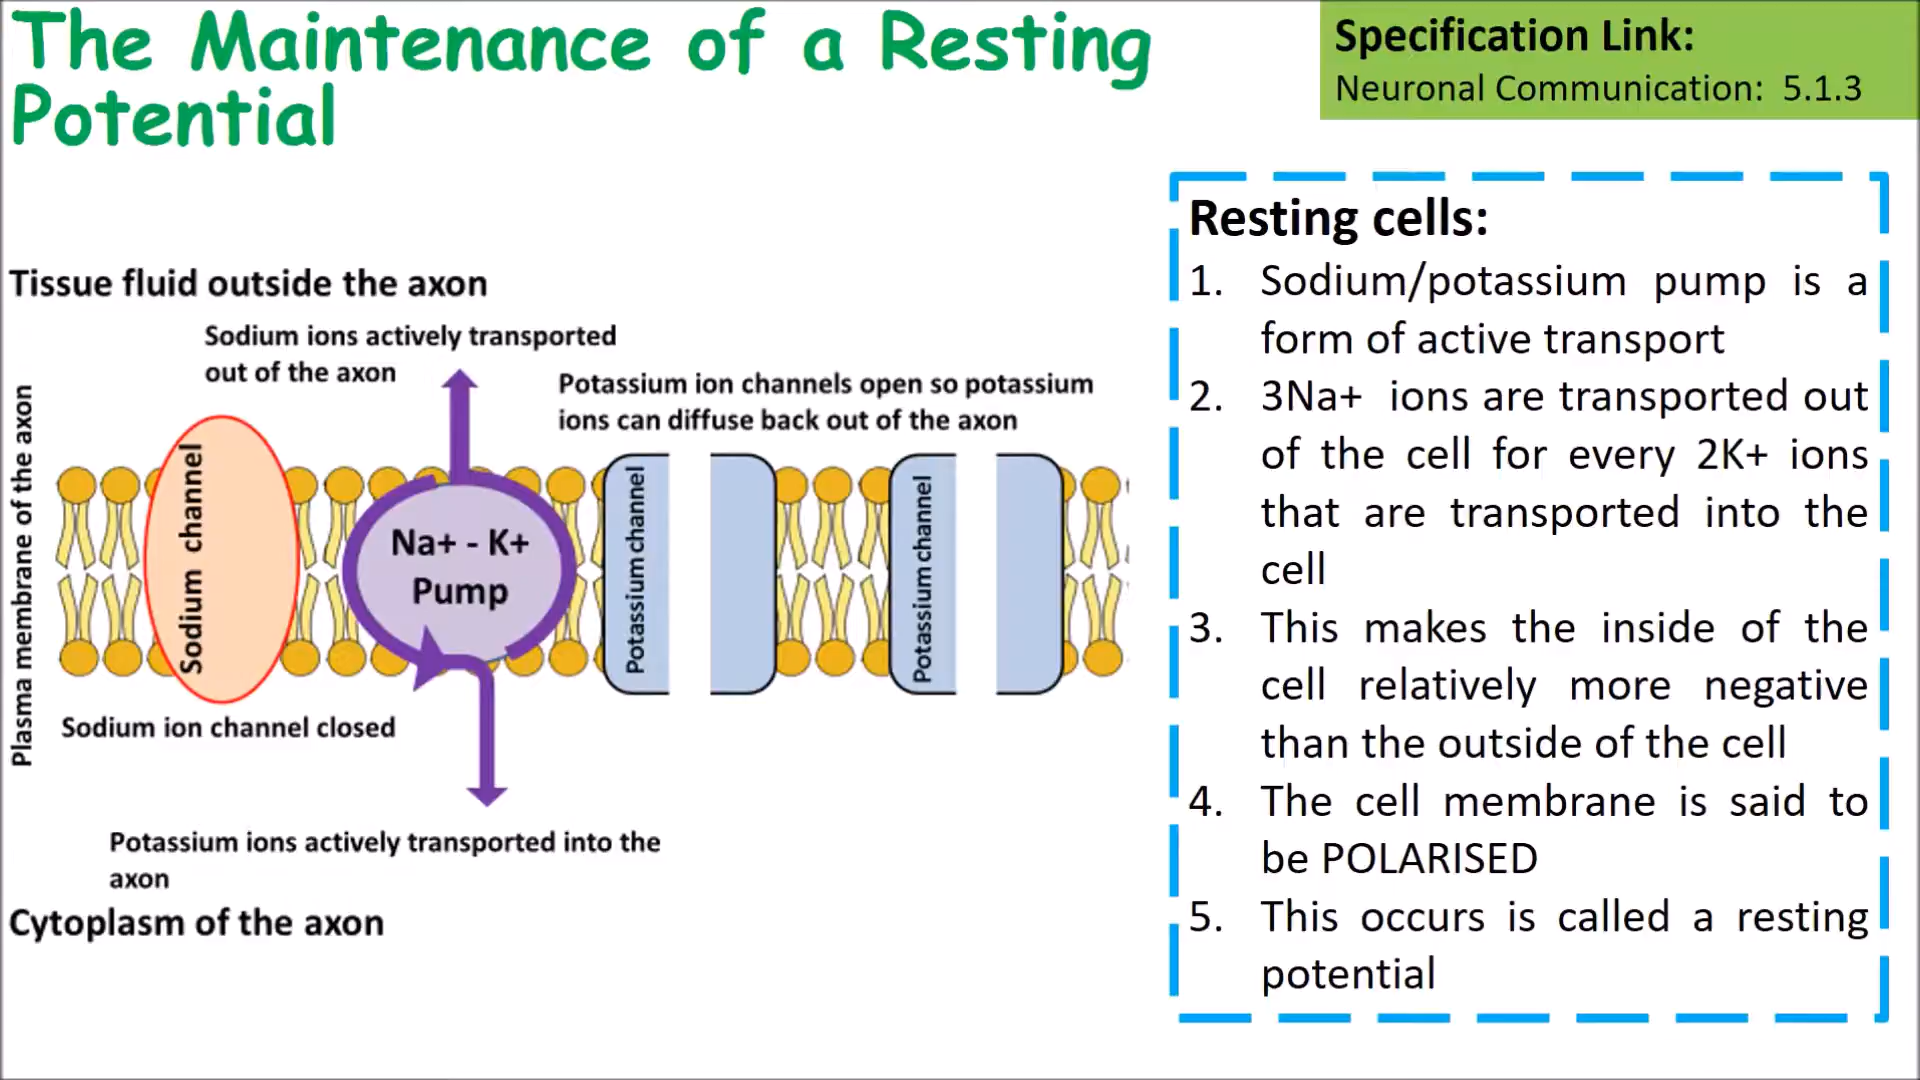 The Maintenance of a Resting
Potential
Specification Link:
Neuronal Communication: 5.1.3
Tissue fluid outside the axon
Sodium ions actively transported
out of the axon
Potassium ion channels open so potassium
ions can diffuse back out of the axon
Plasma membrane of the axon
Sodium channel
Na+ - K+
Pump
Potassium channel
Potassium channel
Sodium ion channel closed
Potassium ions actively transported into the
axon
Cytoplasm of the axon
Resting cells:
1. Sodium/potassium pump is a
form of active transport
2. 3Na+ ions are transported out
of the cell for every 2K+ ions
that are transported into the
cell
3. This makes the inside of the
cell relatively more negative
than the outside of the cell
4. The cell membrane is said to
be POLARISED
5. This occurs is called a resting
potential